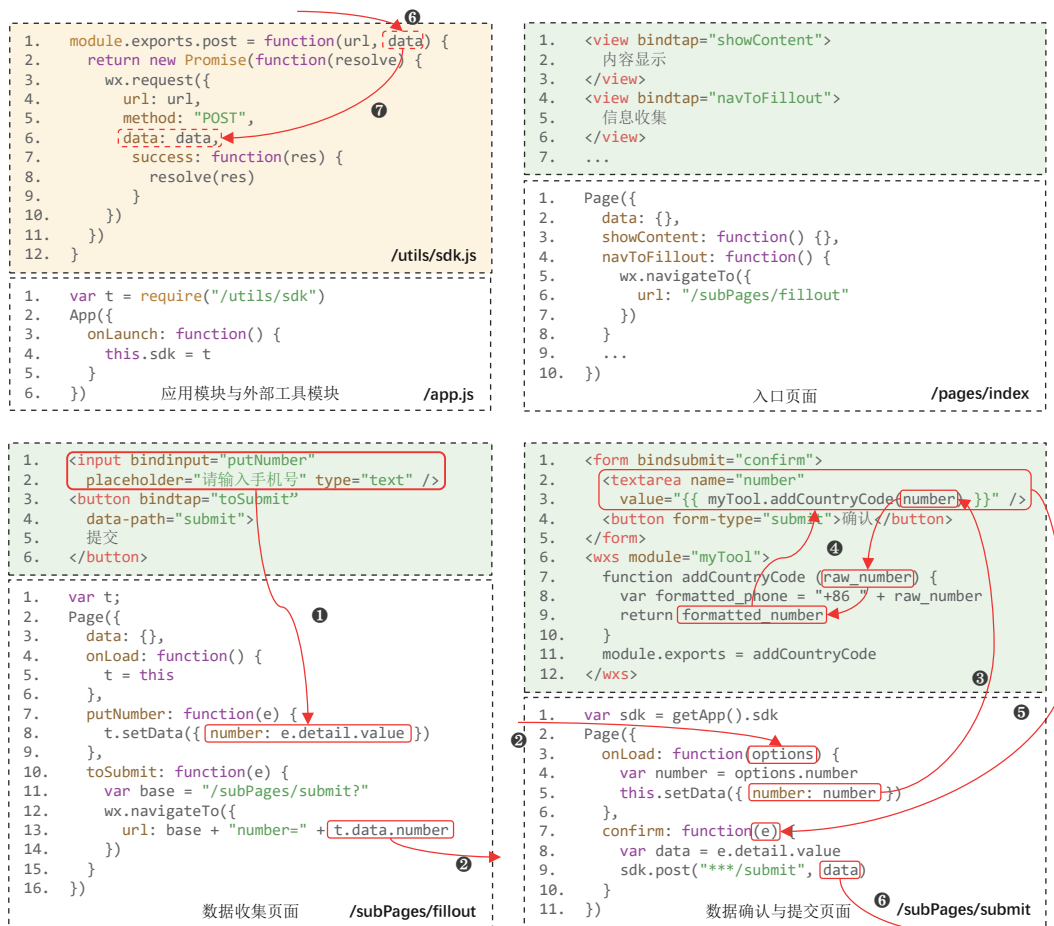 ❻
1. module.exports.post = function(url, data) {
2. return new Promise(function(resolve) {
3. wx.request({
4. url: url,
5. method: "POST",
❼
6. data: data,
7. success: function(res) {
8. resolve(res)
9. }
10. })
11. })
12. }
/utils/sdk.js
1. var t = require("/utils/sdk")
2. App({
3. onLaunch: function() {
4. this.sdk = t
5. }
6. })
应用模块与外部工具模块
/app.js
1. <view bindtap="showContent">
2. 内容显示
3. </view>
4. <view bindtap="navToFillout">
5. 信息收集
6. </view>
7. ...
1. Page({
2. data: {},
3. showContent: function() {},
4. navToFillout: function() {
5. wx.navigateTo({
6. url: "/subPages/fillout"
7. })
8. }
9. ...
10. })
入口页面
/pages/index
1. <input bindinput="putNumber"
2. placeholder="请输入手机号" type="text" />
3. <button bindtap="toSubmit”
4. data-path="submit">
5. 提交
6. </button>
1. var t;
2. Page({
❶
3. data: {},
4. onLoad: function() {
5. t = this
6. },
7. putNumber: function(e) {
8. t.setData({ number: e.detail.value })
9. },
10. toSubmit: function(e) {
11. var base = "/subPages/submit?"
12. wx.navigateTo({
13. url: base + "number=" + t.data.number
14. })
❷
15. }
16. })
数据收集页面
/subPages/fillout
1. <form bindsubmit="confirm">
2. <textarea name="number"
3. value="{{ myTool.addCountryCode(number) }}" />
4. <button form-type="submit">确认</button>
5. </form>
6. <wxs module="myTool">
❹
7. function addCountryCode (raw_number) {
8. var formatted_phone = "+86 " + raw_number
9. return formatted_number
10. }
11. module.exports = addCountryCode
12. </wxs>
❸
❺
1. var sdk = getApp().sdk
❷
2. Page({
3. onLoad: function(options) {
4. var number = options.number
5. this.setData({ number: number })
6. },
7. confirm: function(e) {
8. var data = e.detail.value
9. sdk.post("***/submit", data)
10. }
❻
11. })
数据确认与提交页面
/subPages/submit